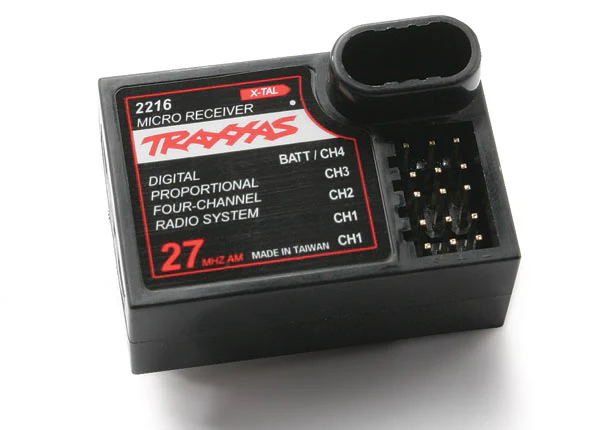 2216
X-TAL
MICRO RECEIVER
TRAXXAS
DIGITAL
PROPORTIONAL
FOUR-CHANNEL
RADIO SYSTEM
BATT / CH4
CH3
CH2
CH1
CH1
27 MHZ AM
MADE IN TAIWAN